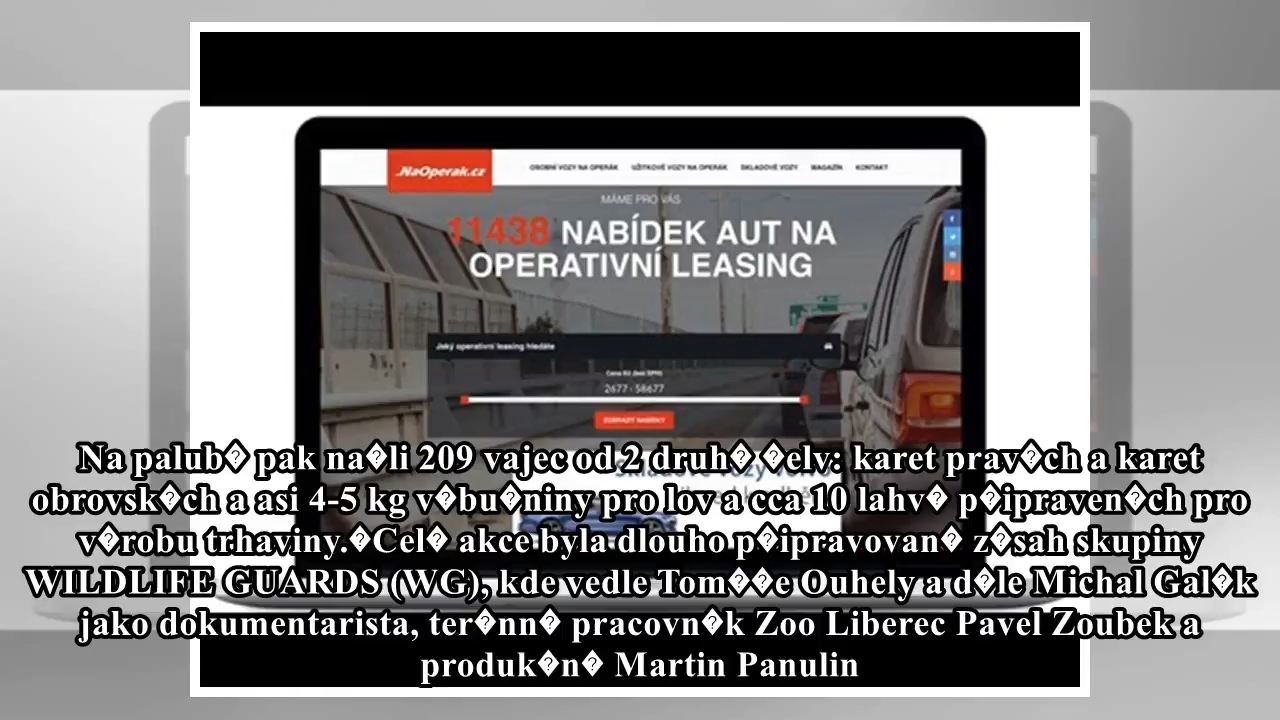 .NaOperak.cz
OSOBNÍ VOZY NA OPERÁK UŽITKOVÉ VOZY NA OPERÁK SKLADOVÉ VOZY MAGAZÍN KONTAKT
MÁME PRO VÁS
11438 NABÍDEK AUT NA
OPERATIVNÍ LEASING
Jaký operativní leasing hledáte
Cena Kč (bez DPH)
2677 - 58677
ZOBRAZIT NABÍDKY
Na palub� pak na�li 209 vajec od 2 druh� �elv: karet prav�ch a karet
obrovsk�ch a asi 4-5 kg v�bu�niny pro lov a cca 10 lahv� p�ipraven�ch pro
v�robu trhaviny.�Cel� akce byla dlouho p�ipravovan� z�sah skupiny
WILDLIFE GUARDS (WG), kde vedle Tom��e Ouhely a d�le Michal Gal�k
jako dokumentarista, ter�nn� pracovn�k Zoo Liberec Pavel Zoubek a
produk�n� Martin Panulin